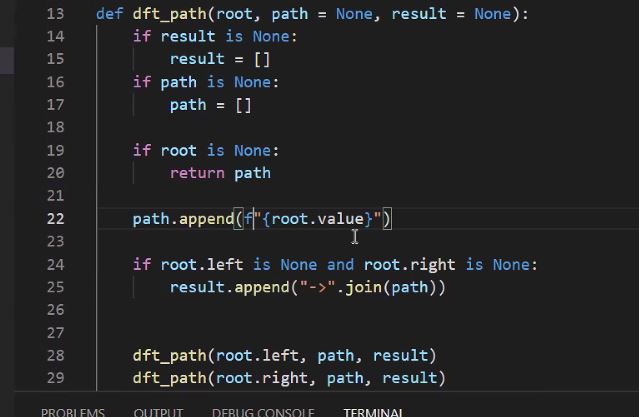 13 def dft_path(root, path = None, result = None):
14     if result is None:
15         result = []
16     if path is None:
17         path = []
18
19     if root is None:
20         return path
21
22     path.append(f"{root.value}")
23
24     if root.left is None and root.right is None:
25         result.append("->".join(path))
26
27
28     dft_path(root.left, path, result)
29     dft_path(root.right, path, result)
PROBLEMS OUTPUT DEBUG CONSOLE TERMINAL